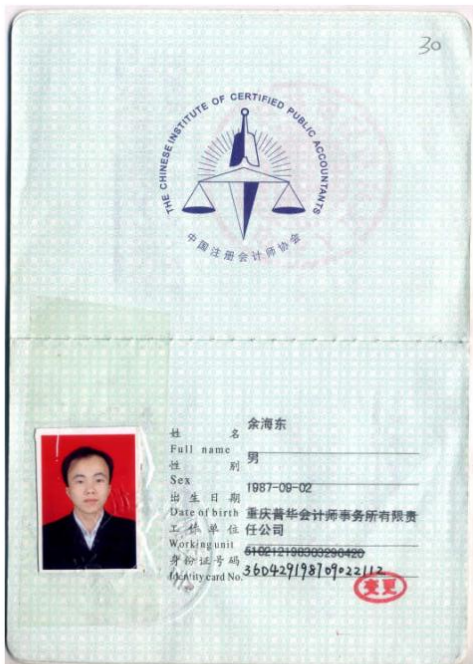 30
THE CHINESE INSTITUTE OF CERTIFIED PUBLIC ACCOUNTANTS
中国注册会计师协会
姓 名 余海东
Full name
性 别 男
Sex
出生日期 1987-09-02
Date of birth 重庆普华会计师事务所有限责
工作单位 任公司
Working unit
身份证号码 510212198303290420
Identity card No. 360429198709022112
变更